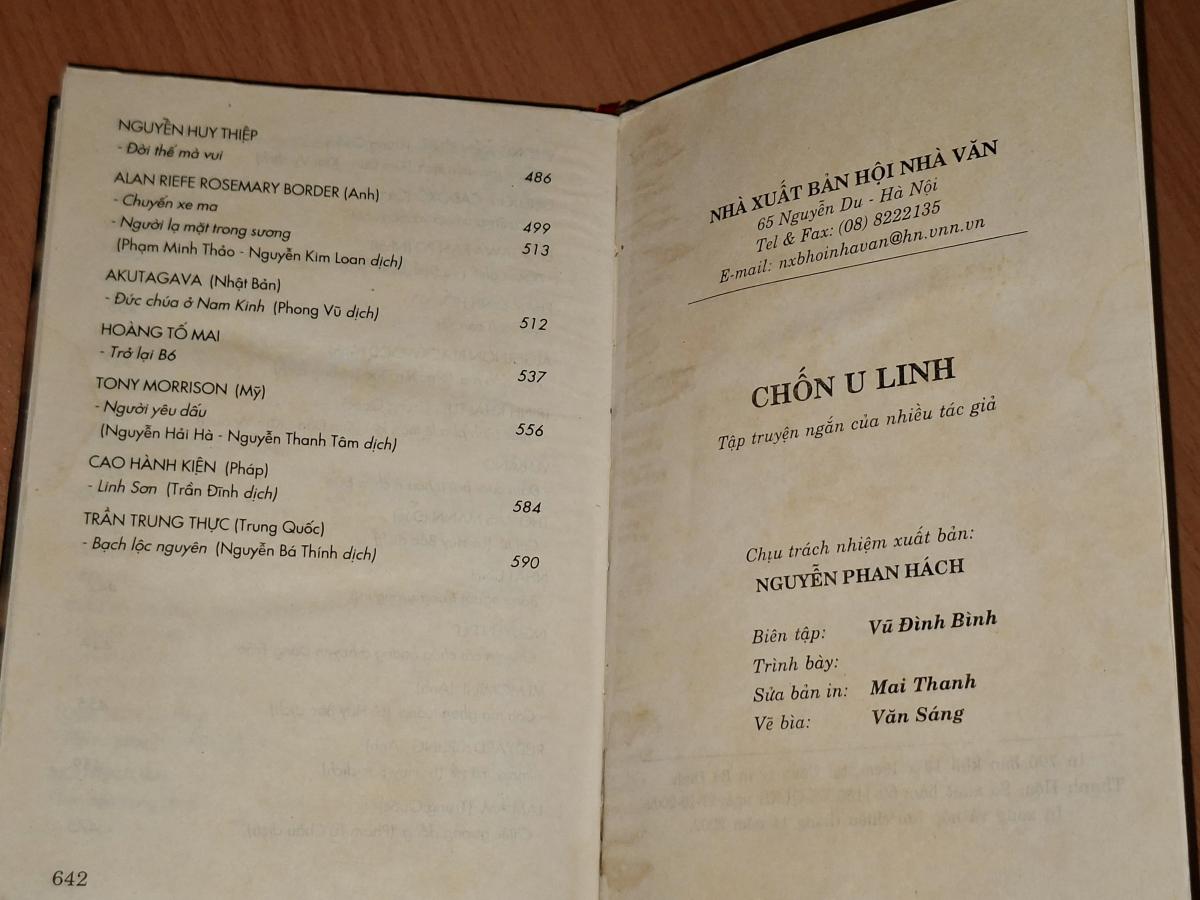 NGUYỄN HUY THIỆP
- Đời thế mà vui 486
ALAN RIEFE ROSEMARY BORDER (Anh)
- Chuyến xe ma 499
- Người lạ mặt trong sương 513
(Phạm Minh Thảo - Nguyễn Kim Loan dịch)
AKUTAGAVA (Nhật Bản)
- Đức chúa ở Nam Kinh (Phong Vũ dịch) 512
HOÀNG TỐ MAI
- Trở lại Bó 537
TONY MORRISON (Mỹ)
- Người yêu dấu 556
(Nguyễn Hải Hà - Nguyễn Thanh Tâm dịch)
CAO HÀNH KIỆN (Pháp)
- Linh Sơn (Trần Đĩnh dịch) 584
TRẦN TRUNG THỰC (Trung Quốc)
- Bạch lộc nguyên (Nguyễn Bá Thính dịch) 590
642
NHÀ XUẤT BẢN HỘI NHÀ VĂN
65 Nguyễn Du - Hà Nội
Tel & Fax: (08) 8222135
E-mail: nxbhoinhavan@hn.vnn.vn
CHỐN U LINH
Tập truyện ngắn của nhiều tác giả
Chịu trách nhiệm xuất bản:
NGUYỄN PHAN HÁCH
Biên tập: Vũ Đình Bình
Trình bày:
Sửa bản in: Mai Thanh
Vẽ bìa: Văn Sáng